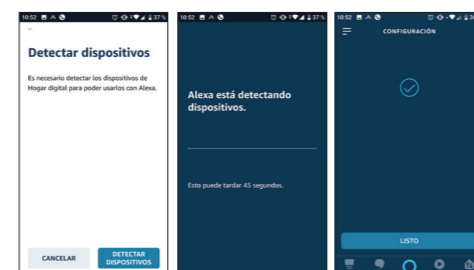 10:52
37 %
Detectar dispositivos
Es necesario detectar los dispositivos de
Hogar digital para poder usarlos con Alexa.
CANCELAR
DETECTAR
DISPOSITIVOS
10:52
37 %
Alexa está detectando
dispositivos.
Esto puede tardar 45 segundos.
10:52
CONFIGURACIÓN
LISTO